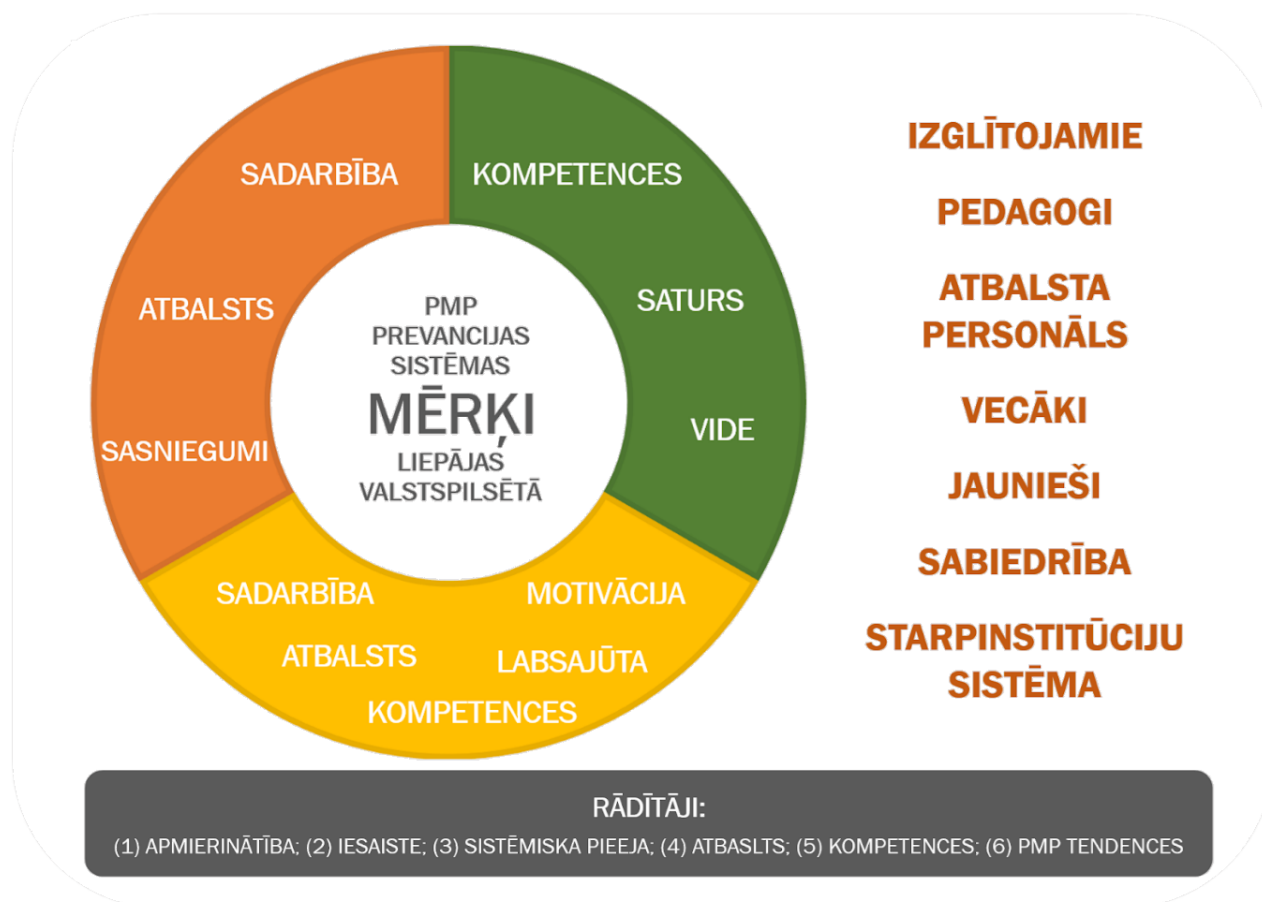 SADARBĪBA
ATBALSTS
SASNIEGUMI
KOMPETENCES
SATURS
VIDE
PMP
PREVANCIJAS
SISTĒMAS
MĒRĶI
LIEPĀJAS
VALSTSPILSĒTĀ
SADARBĪBA
MOTIVĀCIJA
ATBALSTS
LABSAJŪTA
KOMPETENCES
IZGLĪTOJAMIE
PEDAGOGI
ATBALSTA
PERSONĀLS
VECĀKI
JAUNIEŠI
SABIEDRĪBA
STARPINSTITŪCIJU
SISTĒMA
RĀDĪTĀJI:
(1) APMIERINĀTĪBA; (2) IESAISTE; (3) SISTĒMISKA PIEEJA; (4) ATBASLTS; (5) KOMPETENCES; (6) PMP TENDENCES